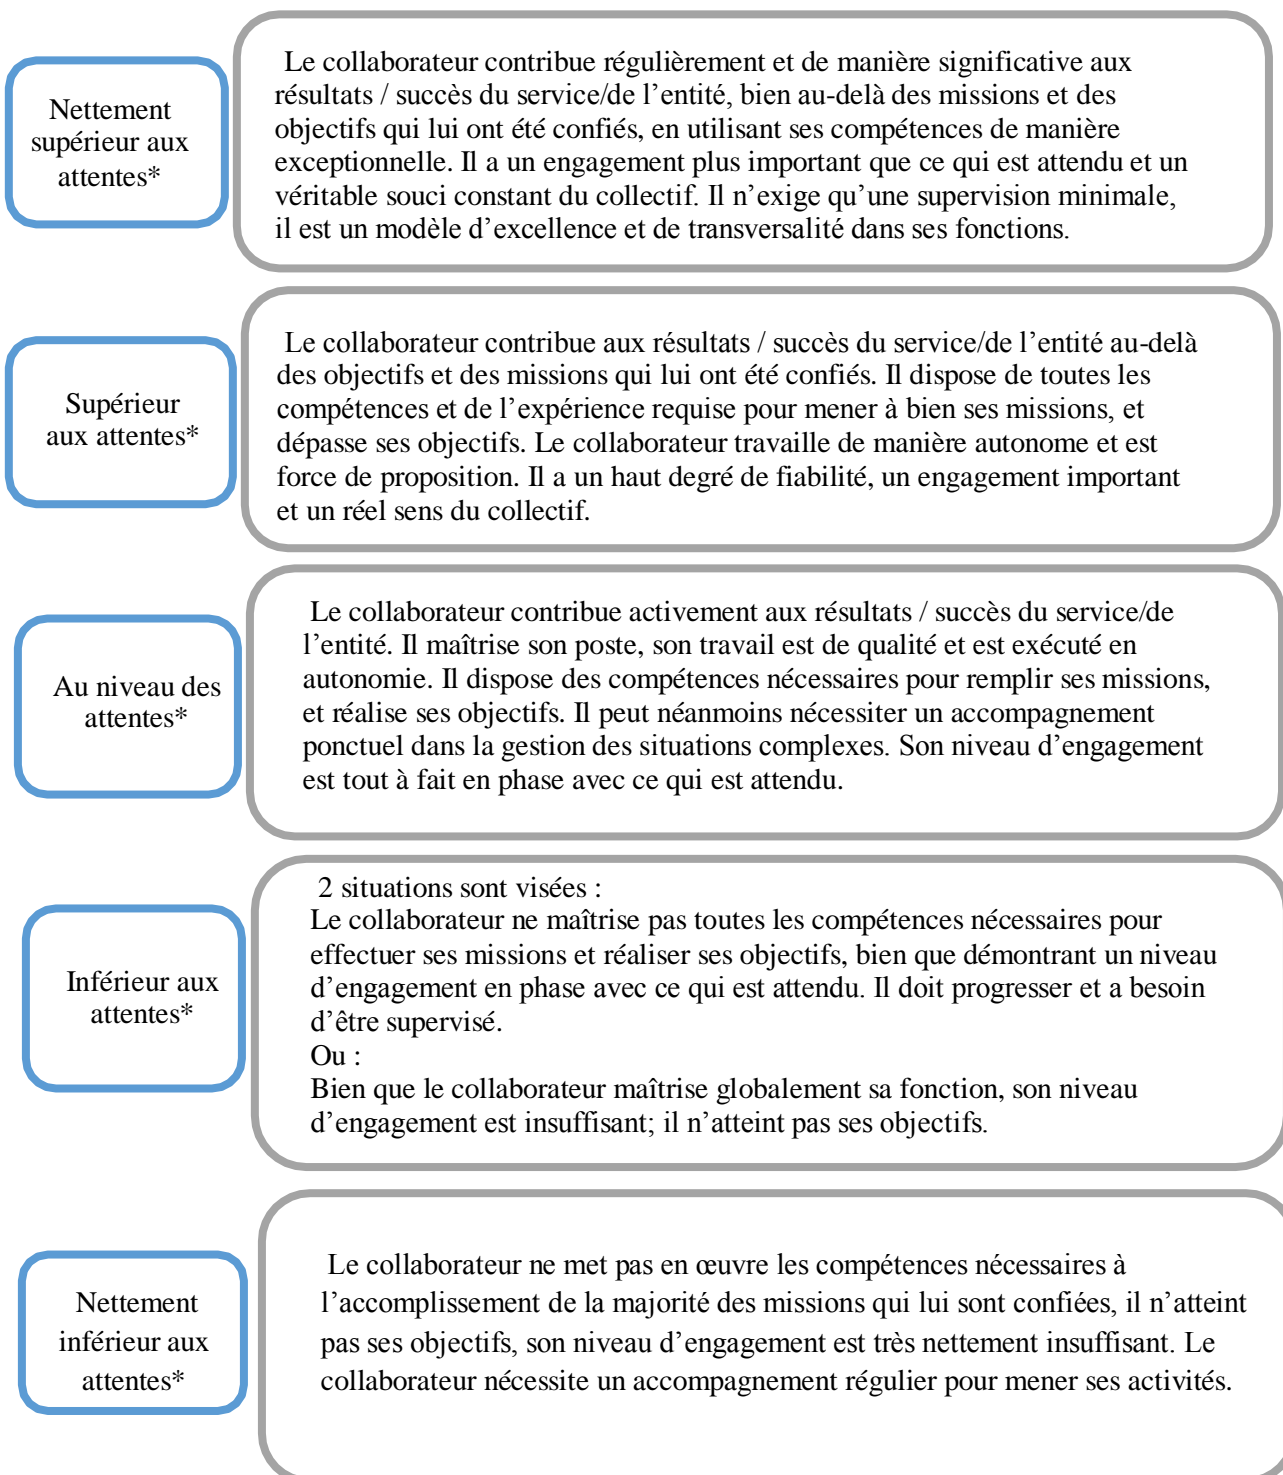 Nettement
supérieur aux
attentes*
Le collaborateur contribue régulièrement et de manière significative aux
résultats / succès du service/de l’entité, bien au-delà des missions et des
objectifs qui lui ont été confiés, en utilisant ses compétences de manière
exceptionnelle. Il a un engagement plus important que ce qui est attendu et un
véritable souci constant du collectif. Il n’exige qu’une supervision minimale,
il est un modèle d’excellence et de transversalité dans ses fonctions.
Supérieur
aux attentes*
Le collaborateur contribue aux résultats / succès du service/de l’entité au-delà
des objectifs et des missions qui lui ont été confiés. Il dispose de toutes les
compétences et de l’expérience requise pour mener à bien ses missions, et
dépasse ses objectifs. Le collaborateur travaille de manière autonome et est
force de proposition. Il a un haut degré de fiabilité, un engagement important
et un réel sens du collectif.
Au niveau des
attentes*
Le collaborateur contribue activement aux résultats / succès du service/de
l’entité. Il maîtrise son poste, son travail est de qualité et est exécuté en
autonomie. Il dispose des compétences nécessaires pour remplir ses missions,
et réalise ses objectifs. Il peut néanmoins nécessiter un accompagnement
ponctuel dans la gestion des situations complexes. Son niveau d’engagement
est tout à fait en phase avec ce qui est attendu.
Inférieur aux
attentes*
2 situations sont visées :
Le collaborateur ne maîtrise pas toutes les compétences nécessaires pour
effectuer ses missions et réaliser ses objectifs, bien que démontrant un niveau
d’engagement en phase avec ce qui est attendu. Il doit progresser et a besoin
d’être supervisé.
Ou :
Bien que le collaborateur maîtrise globalement sa fonction, son niveau
d’engagement est insuffisant; il n’atteint pas ses objectifs.
Nettement
inférieur aux
attentes*
Le collaborateur ne met pas en œuvre les compétences nécessaires à
l’accomplissement de la majorité des missions qui lui sont confiées, il n’atteint
pas ses objectifs, son niveau d’engagement est très nettement insuffisant. Le
collaborateur nécessite un accompagnement régulier pour mener ses activités.